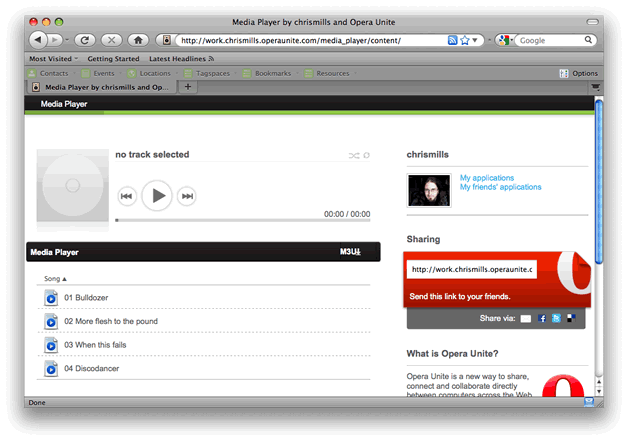 Media Player by chrismills and Opera Unite
http://work.chrismills.operaunite.com/media_player/content/
Google
Most Visited
Getting Started
Latest Headlines
Contacts
Events
Locations
Tagspaces
Bookmarks
Resources
Options
Media Player by chrismills and Op...
Media Player
no track selected
00:00 / 00:00
Media Player
M3U
Song
01 Bulldozer
02 More flesh to the pound
03 When this fails
04 Discodancer
chrismills
My applications
My friends' applications
Sharing
http://work.chrismills.operaunite.c
Send this link to your friends.
Share via:
What is Opera Unite?
Opera Unite is a new way to share,
connect and collaborate directly
between computers across the Web.
Done